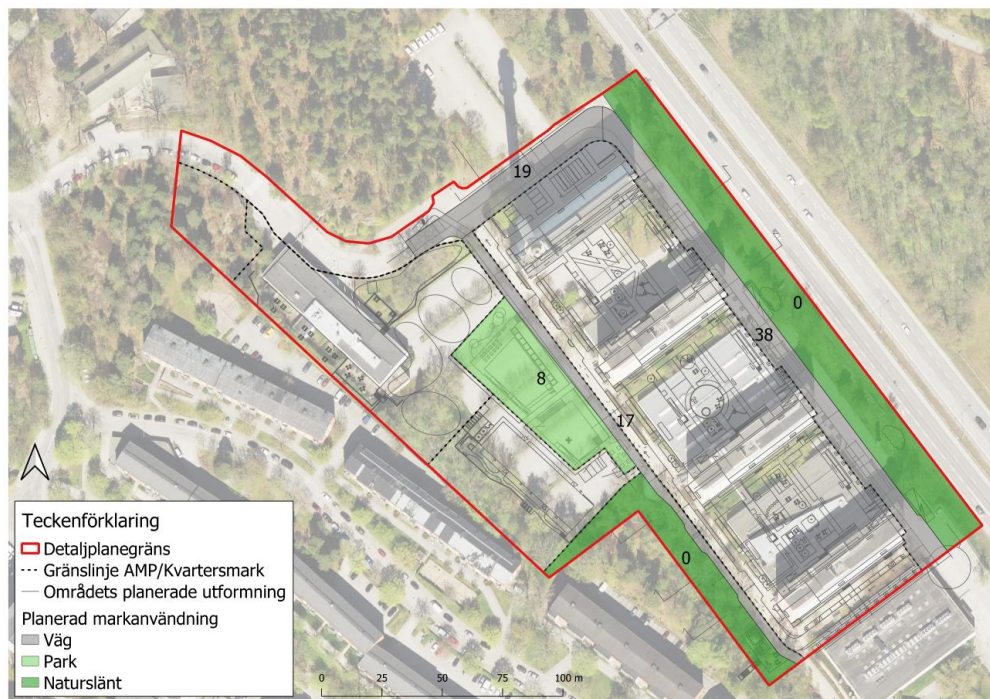 19
0
38
8
17
0
Teckenförklaring
Detaljplanegräns
Gränslinje AMP/Kvartersmark
Områdets planerade utformning
Planerad markanvändning
Väg
Park
Naturslänt
0 25 50 75 100 m